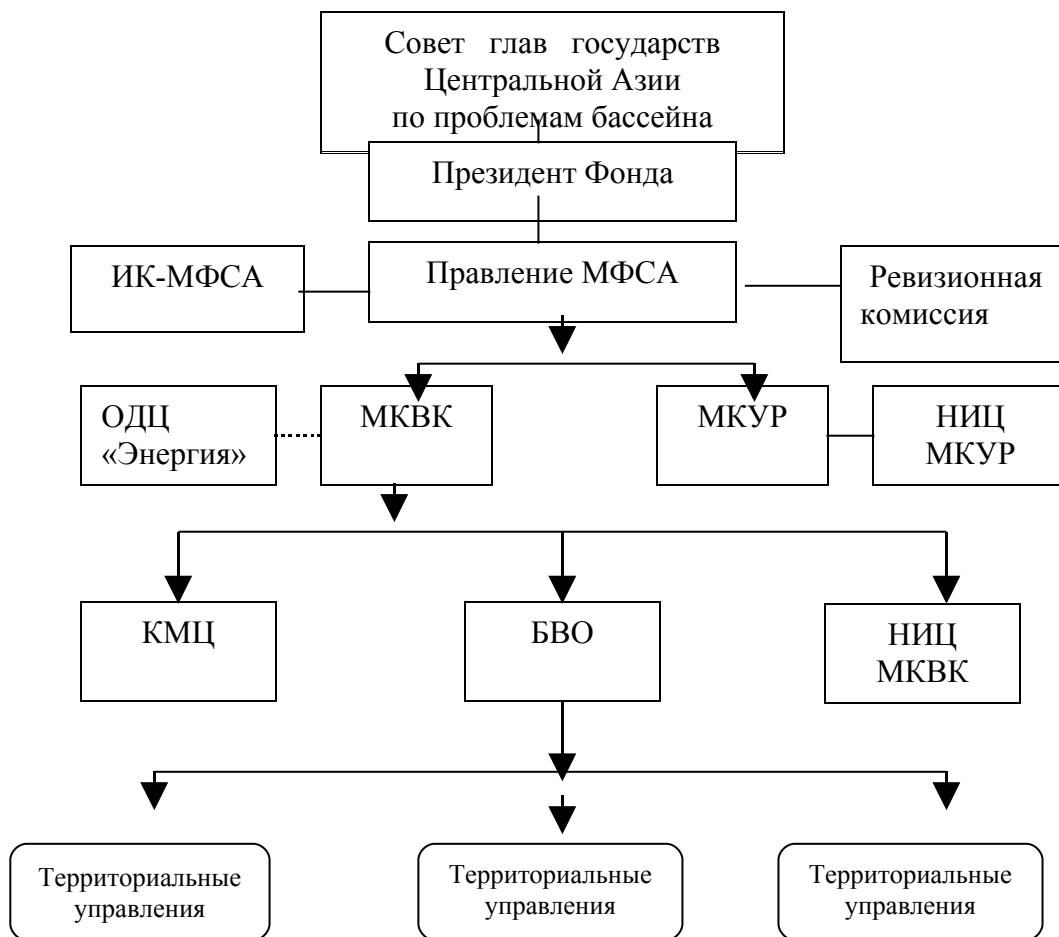 Совет глав государств
Центральной Азии
по проблемам бассейна
Президент Фонда
ИК-МФСА
Правление МФСА
Ревизионная
комиссия
ОДЦ
«Энергия»
МКВК
МКУР
НИЦ
МКУР
КМЦ
БВО
НИЦ
МКВК
Территориальные
управления
Территориальные
управления
Территориальные
управления